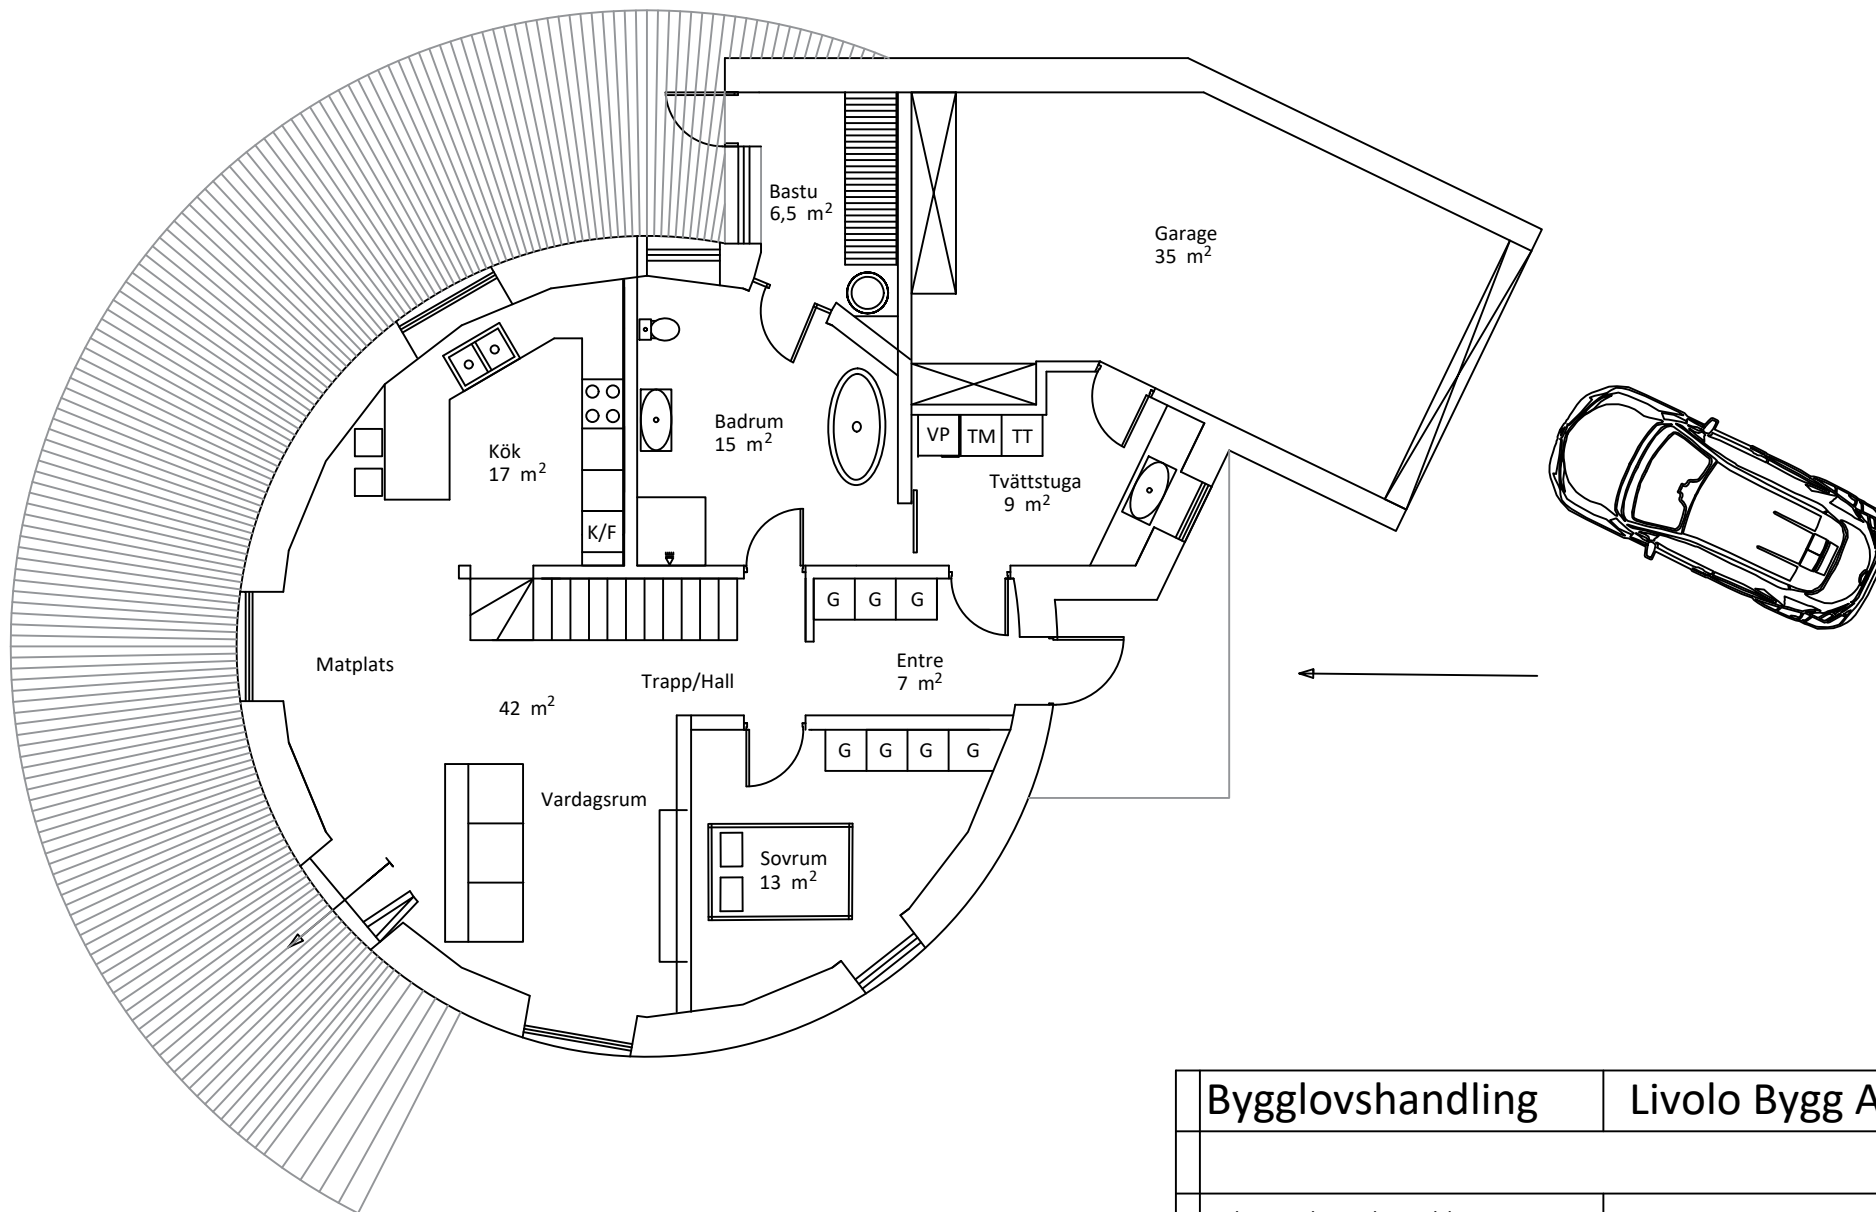 Bastu
6,5 m²
Garage
35 m²
Kök
17 m²
Badrum
15 m²
VP TM TT
Tvättstuga
9 m²
K/F
G G G
Matplats
Trapp/Hall
Entre
7 m²
42 m²
G G G G
Vardagsrum
Sovrum
13 m²
Bygglovshandling
Livolo Bygg A